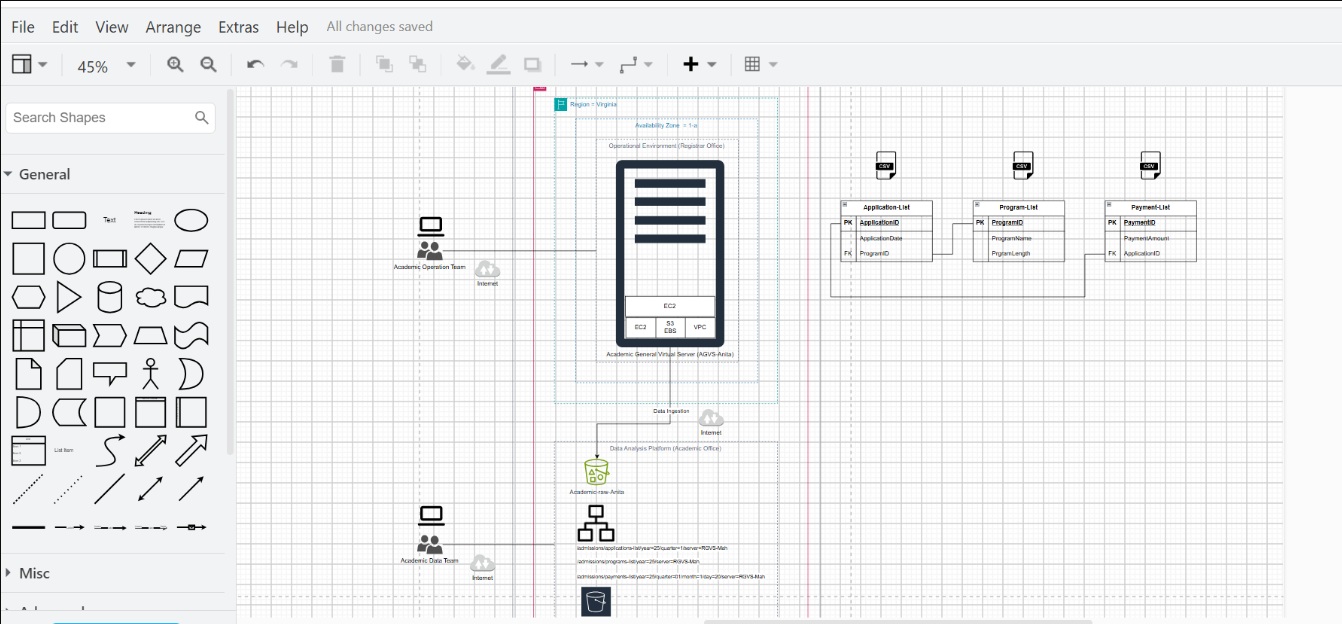 File Edit View Arrange Extras Help All changes saved
45%
Search Shapes
General
Text
Heading
List Item
Misc
Region = Virginia
Availability Zone = 1-a
Operational Environment (Registrar Office)
EC2
EC2
S3
EBS
VPC
Academic General Virtual Server (AGVS-Anita)
Academic Operation Team
Internet
Data Ingestion
Internet
Data Analysis Platform (Academic Office)
Academic-raw-Anita
Academic Data Team
Internet
/admissions/applications-list/year=25/quarter=1/server=RGVS-Mah
/admissions/programs-list/year=25/server=RGVS-Mah
/admissions/payments-list/year=25/quarter=01/month=1/day=20/server=RGVS-Mah
CSV
CSV
CSV
Application-List
PK ApplicationID
ApplicationDate
FK ProgramID
Program-List
PK ProgramID
ProgramName
PrgramLength
Payment-List
PK PaymentID
PaymentAmount
FK ApplicationID